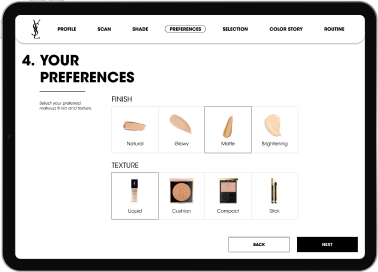 YSL
PROFILE
SCAN
SHADE
PREFERENCES
SELECTION
COLOR STORY
ROUTINE
4. YOUR
PREFERENCES
Select your preferred
makeup finish and texture.
FINISH
Natural
Glowy
Matte
Brightening
TEXTURE
Liquid
Cushion
Compact
Stick
BACK
NEXT